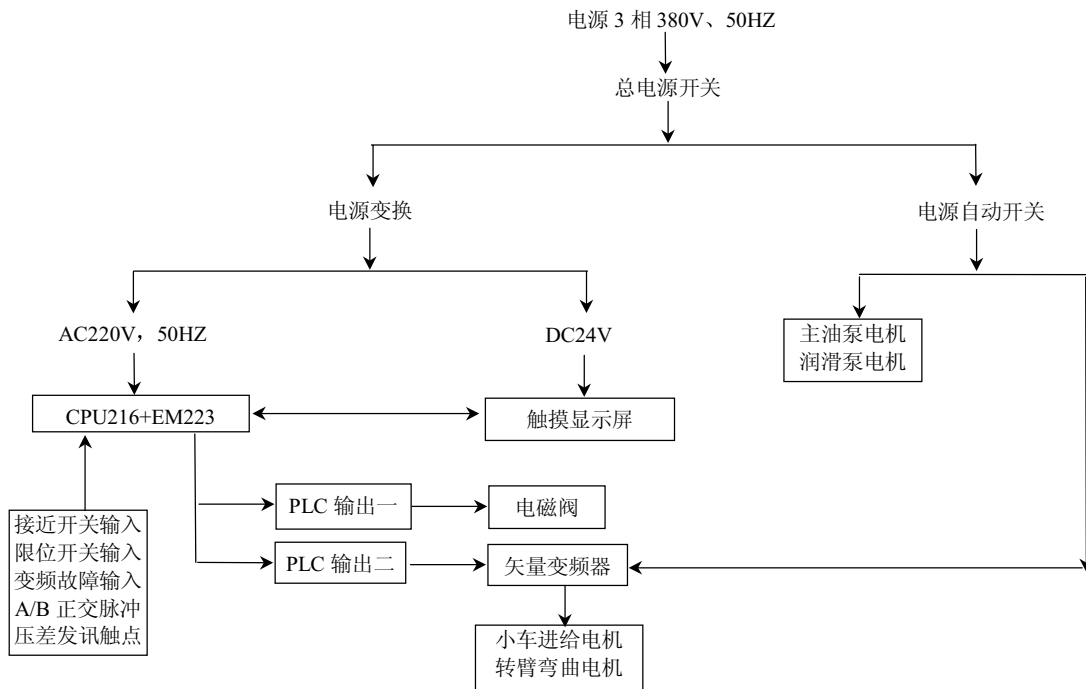 电源 3 相 380V、50HZ
总电源开关
电源变换
电源自动开关
AC220V，50HZ
DC24V
主油泵电机
润滑泵电机
CPU216+EM223
触摸显示屏
PLC 输出一
电磁阀
接近开关输入
限位开关输入
变频故障输入
A/B 正交脉冲
压差发讯触点
PLC 输出二
矢量变频器
小车进给电机
转臂弯曲电机